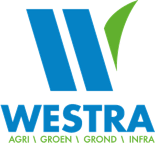 WESTRA
AGRI \ GROEN \ GROND \ INFRA